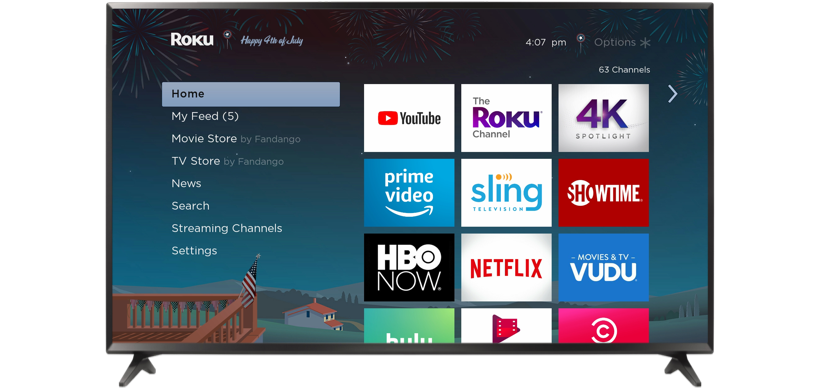 Roku Happy 4th of July
4:07 pm Options
63 Channels
Home
My Feed (5)
Movie Store by Fandango
TV Store by Fandango
News
Search
Streaming Channels
Settings
YouTube
The
Roku
Channel
4K
SPOTLIGHT
prime
video
sling
TELEVISION
SHOWTIME
HBO
NOW
NETFLIX
MOVIES & TV
VUDU
hulu